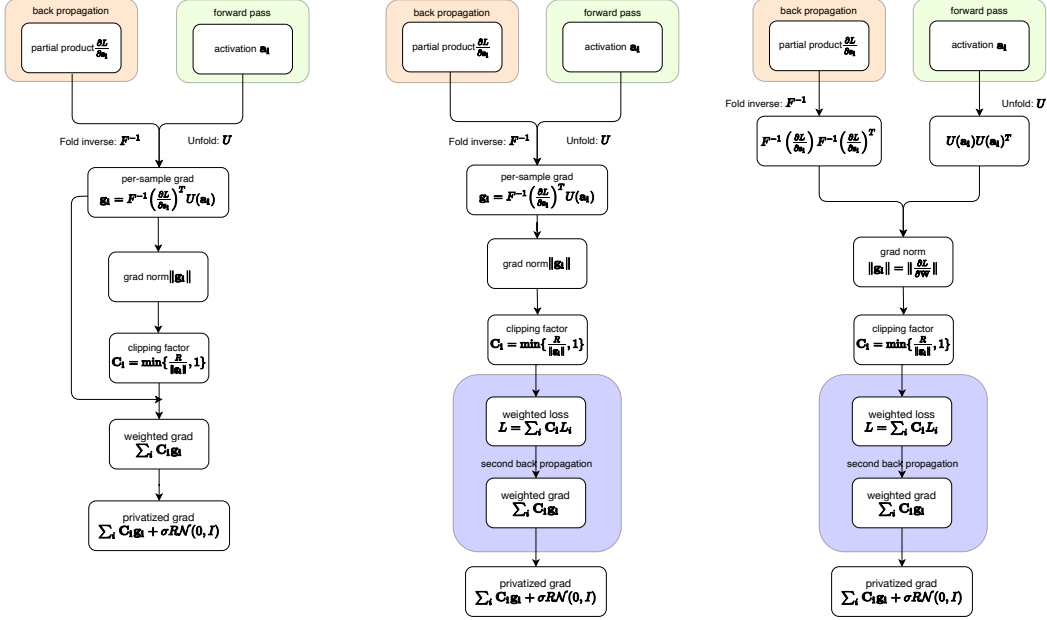 back propagation
partial product ∂L/∂s_i
forward pass
activation a_i
Fold inverse: F^{-1}
Unfold: U
per-sample grad
g_i = F^{-1}(∂L/∂s_i)^T U(a_i)
grad norm ‖g_i‖
clipping factor
C_i = min{R/‖g_i‖, 1}
weighted grad
∑_i C_i g_i
privatized grad
∑_i C_i g_i + σRN(0, I)
back propagation
partial product ∂L/∂s_i
forward pass
activation a_i
Fold inverse: F^{-1}
Unfold: U
per-sample grad
g_i = F^{-1}(∂L/∂s_i)^T U(a_i)
grad norm ‖g_i‖
clipping factor
C_i = min{R/‖g_i‖, 1}
weighted loss
L = ∑_i C_i L_i
second back propagation
weighted grad
∑_i C_i g_i
privatized grad
∑_i C_i g_i + σRN(0, I)
back propagation
partial product ∂L/∂s_i
forward pass
activation a_i
Fold inverse: F^{-1}
Unfold: U
F^{-1}(∂L/∂s_i) F^{-1}(∂L/∂s_i)^T
U(a_i)U(a_i)^T
grad norm
‖g_i‖ = ‖∂L/∂W‖
clipping factor
C_i = min{R/‖g_i‖, 1}
weighted loss
L = ∑_i C_i L_i
second back propagation
weighted grad
∑_i C_i g_i
privatized grad
∑_i C_i g_i + σRN(0, I)